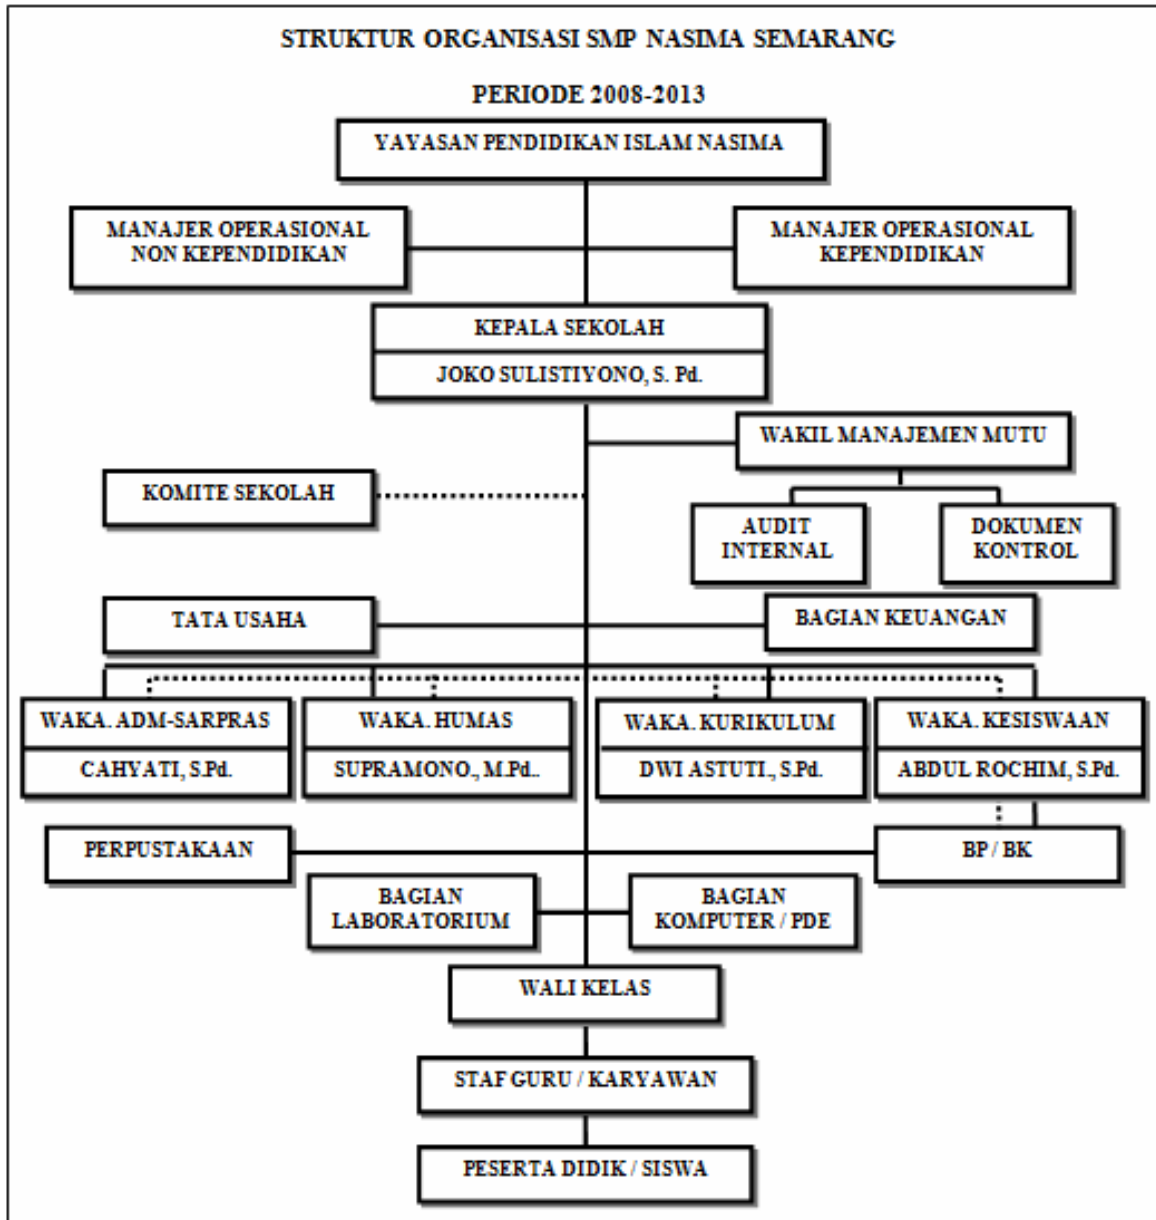 STRUKTUR ORGANISASI SMP NASIMA SEMARANG
PERIODE 2008-2013
YAYASAN PENDIDIKAN ISLAM NASIMA
MANAJER OPERASIONAL
NON KEPENDIDIKAN
MANAJER OPERASIONAL
KEPENDIDIKAN
KEPALA SEKOLAH
JOKO SULISTIYONO, S. Pd.
WAKIL MANAJEMEN MUTU
KOMITE SEKOLAH
AUDIT
INTERNAL
DOKUMEN
KONTROL
TATA USAHA
BAGIAN KEUANGAN
WAKA. ADM-SARPRAS
CAHYATI, S.Pd.
WAKA. HUMAS
SUPRAMONO., M.Pd..
WAKA. KURIKULUM
DWI ASTUTI., S.Pd.
WAKA. KESISWAAN
ABDUL ROCHIM, S.Pd.
PERPUSTAKAAN
BP / BK
BAGIAN
LABORATORIUM
BAGIAN
KOMPUTER / PDE
WALI KELAS
STAF GURU / KARYAWAN
PESERTA DIDIK / SISWA